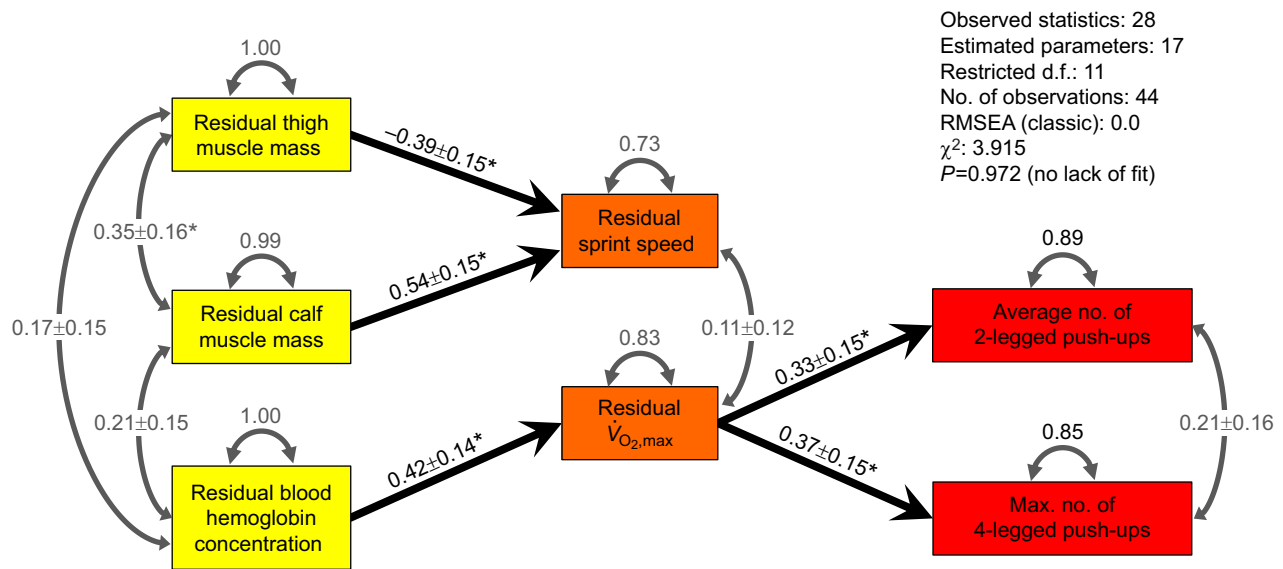 Observed statistics: 28
Estimated parameters: 17
Restricted d.f.: 11
No. of observations: 44
RMSEA (classic): 0.0
χ²: 3.915
P=0.972 (no lack of fit)
1.00
Residual thigh
muscle mass
−0.39±0.15*
0.73
Residual
sprint speed
0.35±0.16*
0.99
Residual calf
muscle mass
0.54±0.15*
0.17±0.15
0.11±0.12
0.89
Average no. of
2-legged push-ups
0.83
Residual
V̇O₂,max
0.33±0.15*
0.21±0.15
1.00
Residual blood
hemoglobin
concentration
0.42±0.14*
0.37±0.15*
0.21±0.16
0.85
Max. no. of
4-legged push-ups